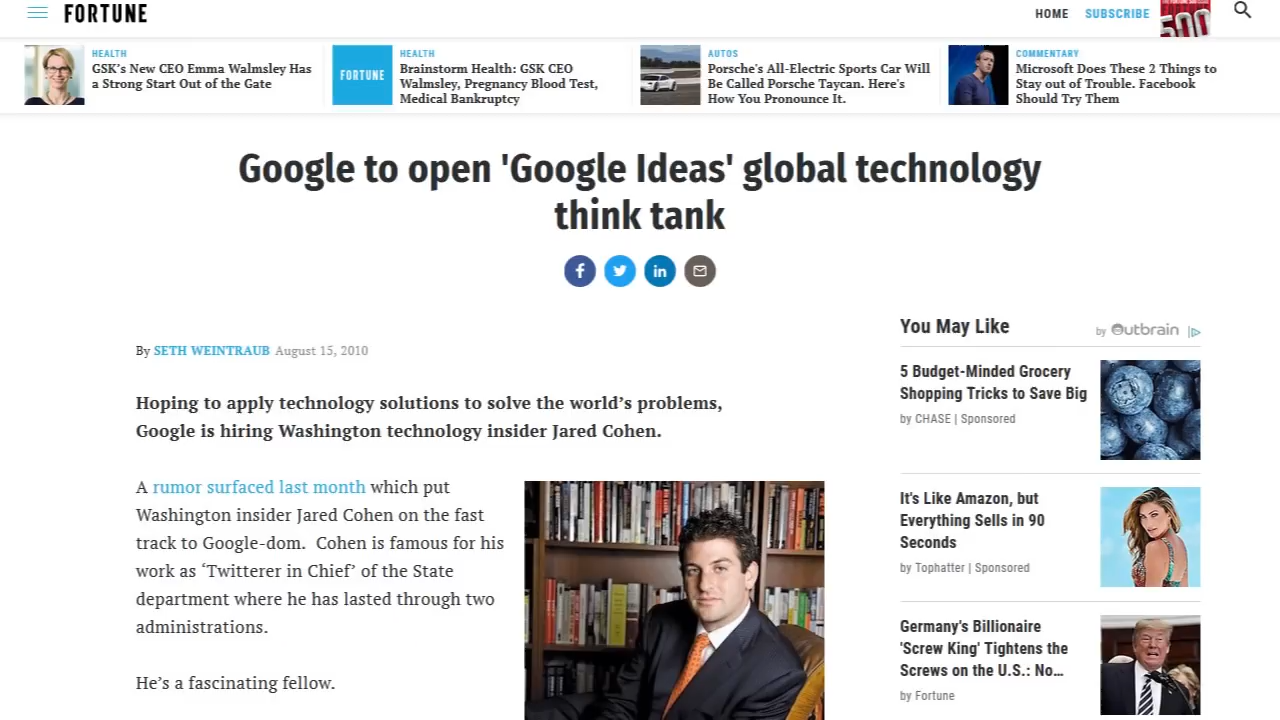 FORTUNE
HOME SUBSCRIBE
500
HEALTH
GSK's New CEO Emma Walmsley Has
a Strong Start Out of the Gate
FORTUNE
HEALTH
Brainstorm Health: GSK CEO
Walmsley, Pregnancy Blood Test,
Medical Bankruptcy
AUTOS
Porsche's All-Electric Sports Car Will
Be Called Porsche Taycan. Here's
How You Pronounce It.
COMMENTARY
Microsoft Does These 2 Things to
Stay out of Trouble. Facebook
Should Try Them
Google to open 'Google Ideas' global technology
think tank
By SETH WEINTRAUB August 15, 2010
Hoping to apply technology solutions to solve the world’s problems,
Google is hiring Washington technology insider Jared Cohen.
A rumor surfaced last month which put
Washington insider Jared Cohen on the fast
track to Google-dom.  Cohen is famous for his
work as ‘Twitterer in Chief’ of the State
department where he has lasted through two
administrations.
He’s a fascinating fellow.
You May Like
by Outbrain
5 Budget-Minded Grocery
Shopping Tricks to Save Big
by CHASE | Sponsored
It's Like Amazon, but
Everything Sells in 90
Seconds
by Tophatter | Sponsored
Germany's Billionaire
'Screw King' Tightens the
Screws on the U.S.: No…
by Fortune